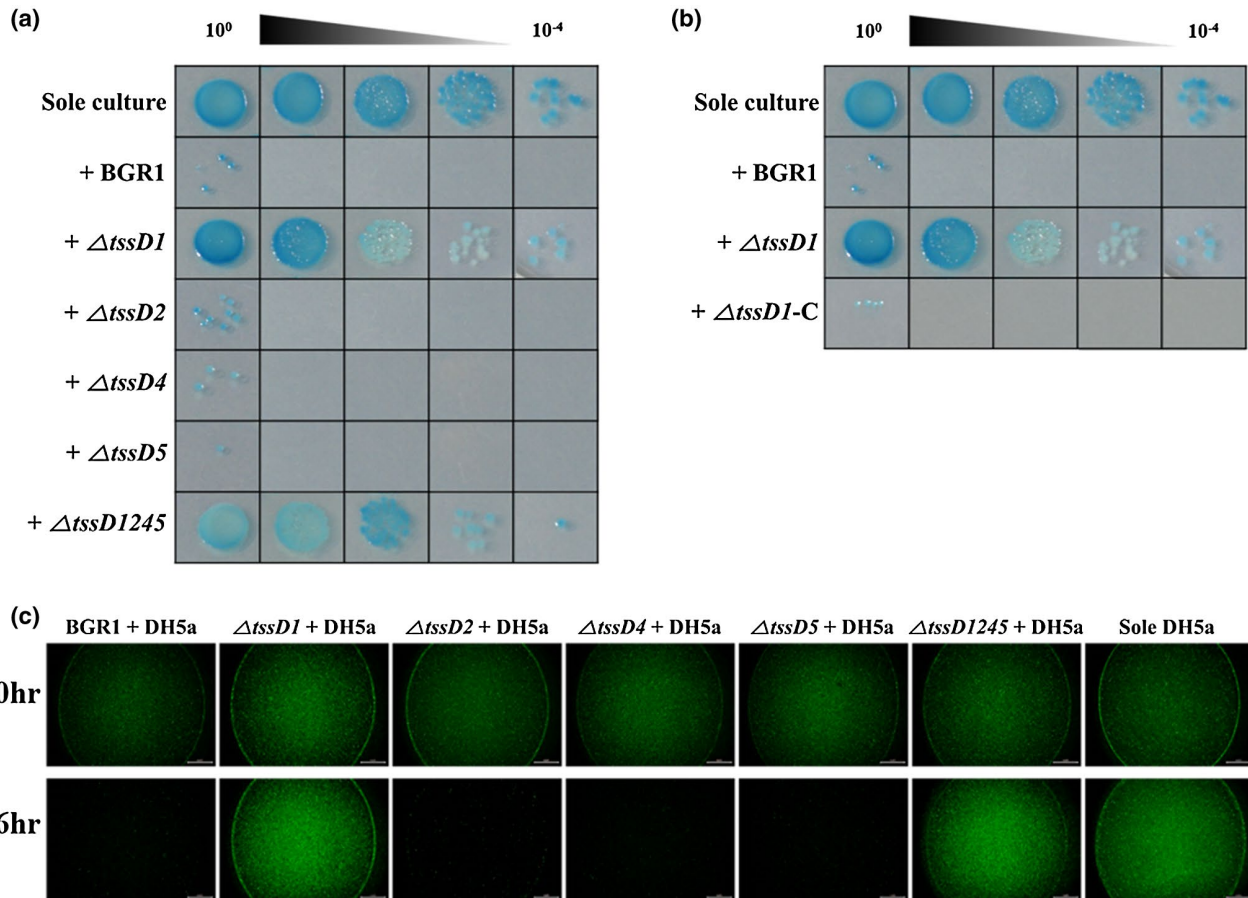 (a)
10⁰ 10⁻⁴
Sole culture
+ BGR1
+ △tssD1
+ △tssD2
+ △tssD4
+ △tssD5
+ △tssD1245
(b)
10⁰ 10⁻⁴
Sole culture
+ BGR1
+ △tssD1
+ △tssD1-C
(c)
BGR1 + DH5a △tssD1 + DH5a △tssD2 + DH5a △tssD4 + DH5a △tssD5 + DH5a △tssD1245 + DH5a Sole DH5a
0hr
6hr